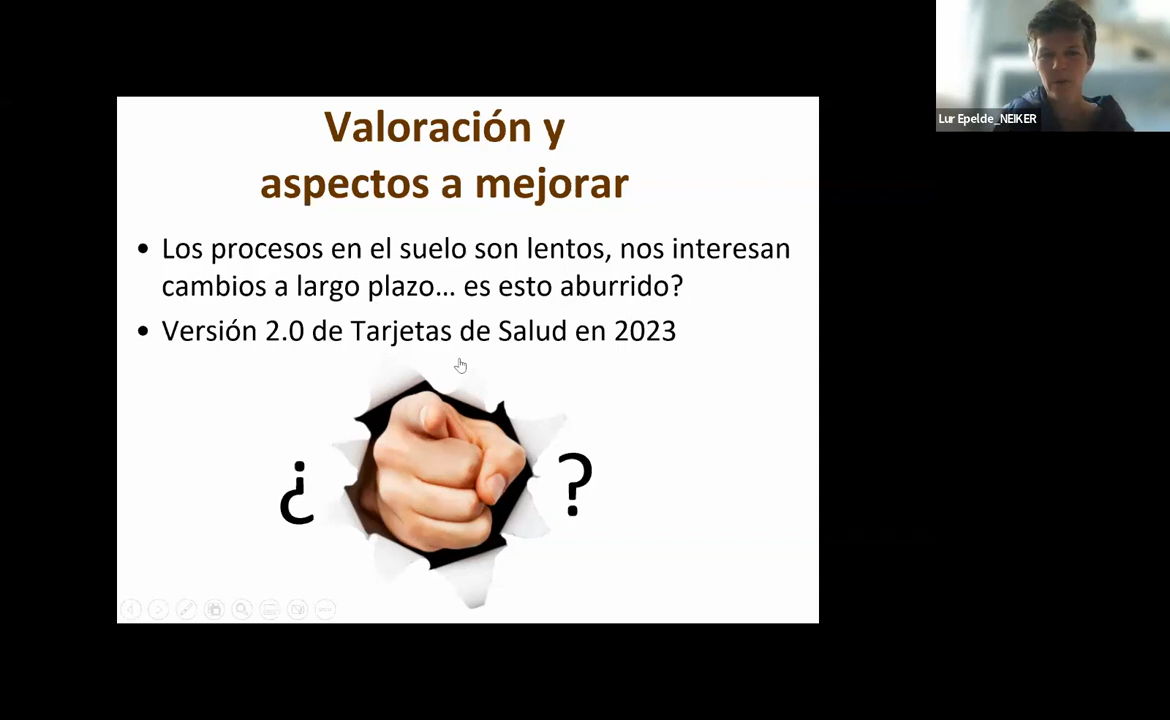 Lur Epelde_NEIKER
Valoración y
aspectos a mejorar
• Los procesos en el suelo son lentos, nos interesan
cambios a largo plazo... es esto aburrido?
• Versión 2.0 de Tarjetas de Salud en 2023
¿ ?